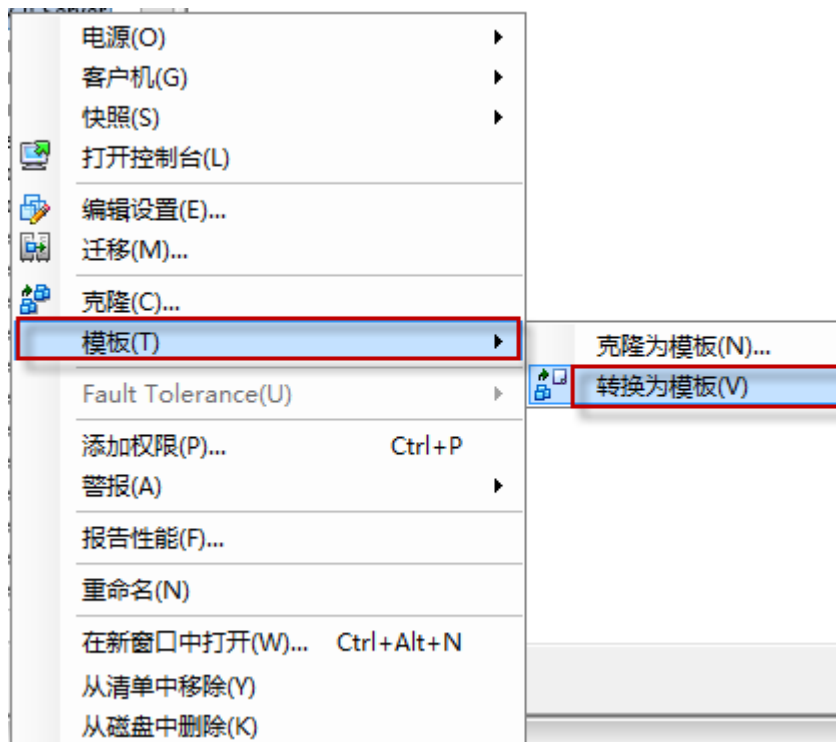 Server
电源(O)
客户机(G)
快照(S)
打开控制台(L)
编辑设置(E)...
迁移(M)...
克隆(C)...
模板(T)
克隆为模板(N)...
转换为模板(V)
Fault Tolerance(U)
添加权限(P)... Ctrl+P
警报(A)
报告性能(F)...
重命名(N)
在新窗口中打开(W)... Ctrl+Alt+N
从清单中移除(Y)
从磁盘中删除(K)